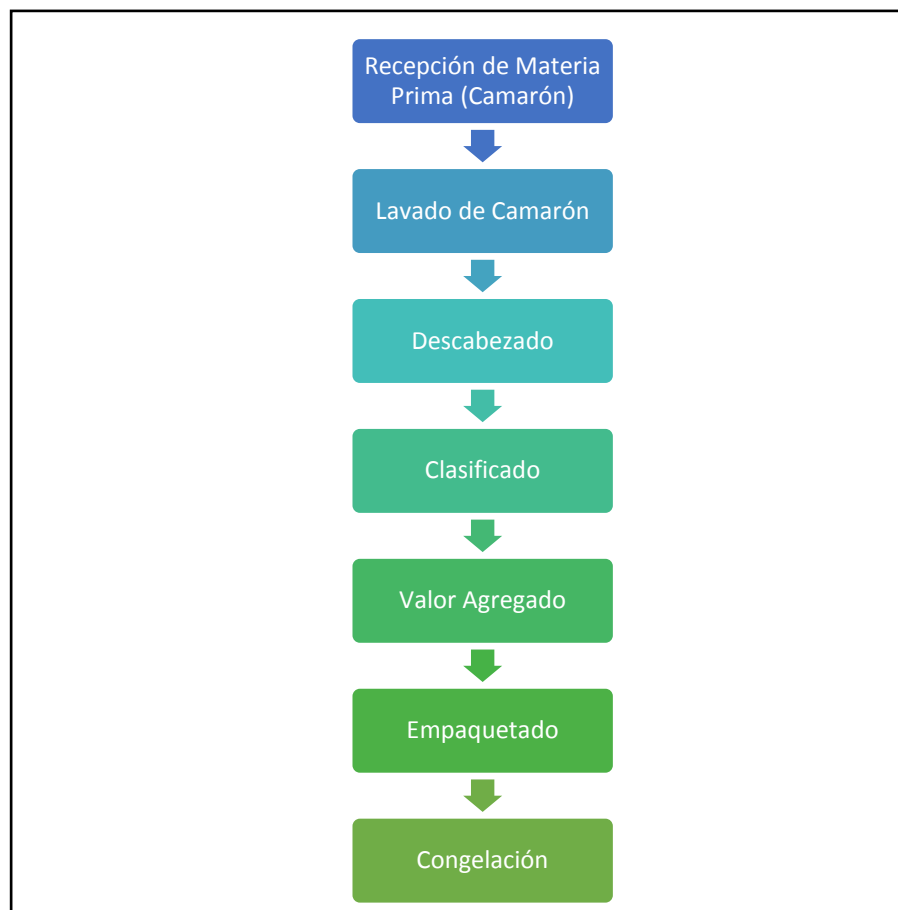 Recepción de Materia
Prima (Camarón)
Lavado de Camarón
Descabezado
Clasificado
Valor Agregado
Empaquetado
Congelación